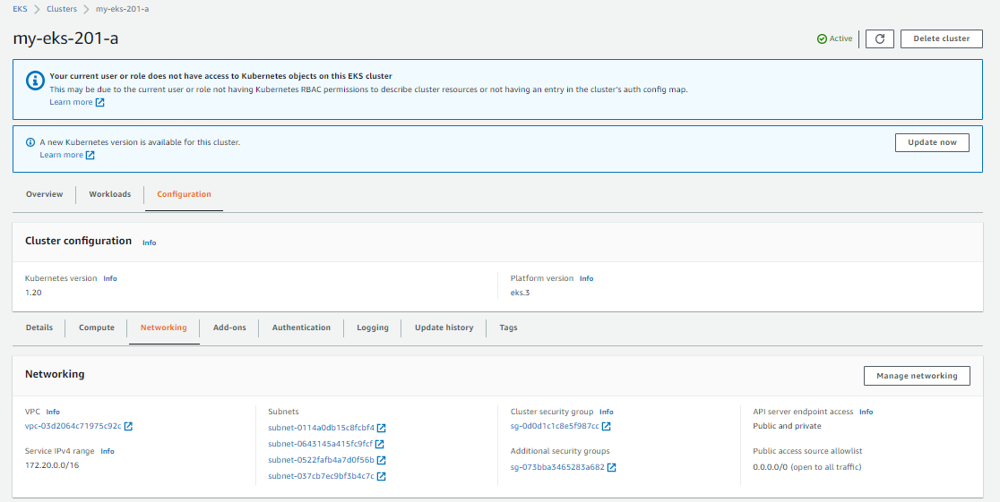 EKS > Clusters > my-eks-201-a
my-eks-201-a
Active
Delete cluster
Your current user or role does not have access to Kubernetes objects on this EKS cluster
This may be due to the current user or role not having Kubernetes RBAC permissions to describe cluster resources or not having an entry in the cluster's auth config map.
Learn more
A new Kubernetes version is available for this cluster.
Learn more
Update now
Overview Workloads Configuration
Cluster configuration Info
Kubernetes version Info
1.20
Platform version Info
eks.3
Details Compute Networking Add-ons Authentication Logging Update history Tags
Networking
Manage networking
VPC Info
vpc-03d2064c71975c92c
Service IPv4 range Info
172.20.0.0/16
Subnets
subnet-0114a0db15c8fcbf4
subnet-0643145a415fc9fcf
subnet-0522fafb4a7d0f56b
subnet-037cb7ec9bf3b4c7c
Cluster security group Info
sg-0d0d1c1c8e5f987cc
Additional security groups
sg-073bba3465283a682
API server endpoint access Info
Public and private
Public access source allowlist
0.0.0.0/0 (open to all traffic)